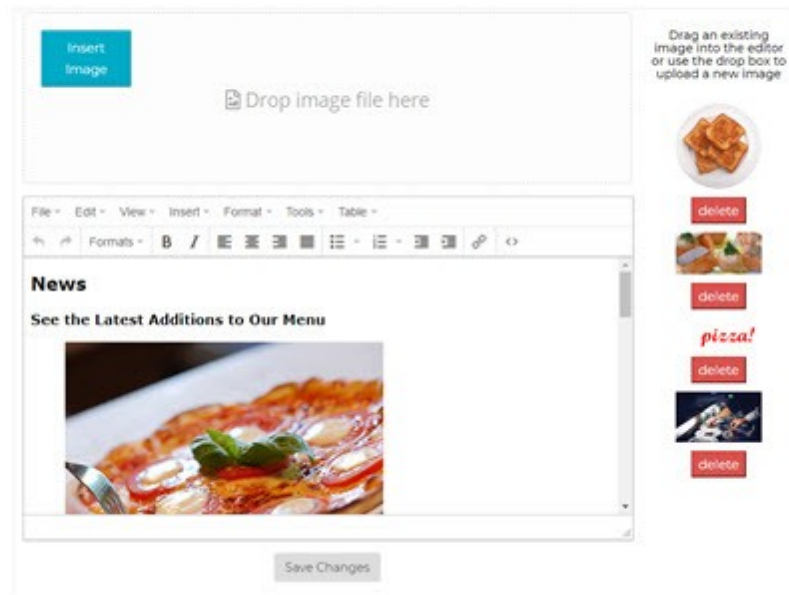 Insert
Image
Drop image file here
Drag an existing
image into the editor
or use the drop box to
upload a new image
delete
delete
pizza!
delete
delete
File Edit View Insert Format Tools Table
Formats B I
News
See the Latest Additions to Our Menu
Save Changes